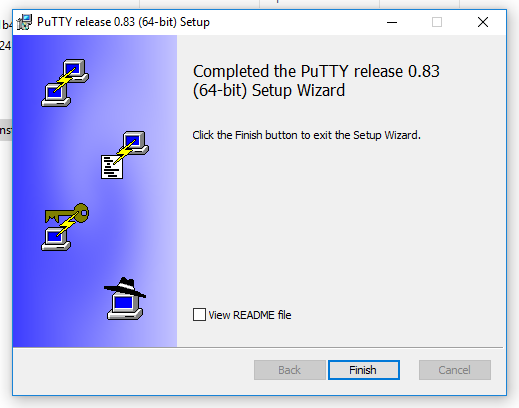 PuTTY release 0.83 (64-bit) Setup
Completed the PuTTY release 0.83
(64-bit) Setup Wizard
Click the Finish button to exit the Setup Wizard.
View README file
Back
Finish
Cancel